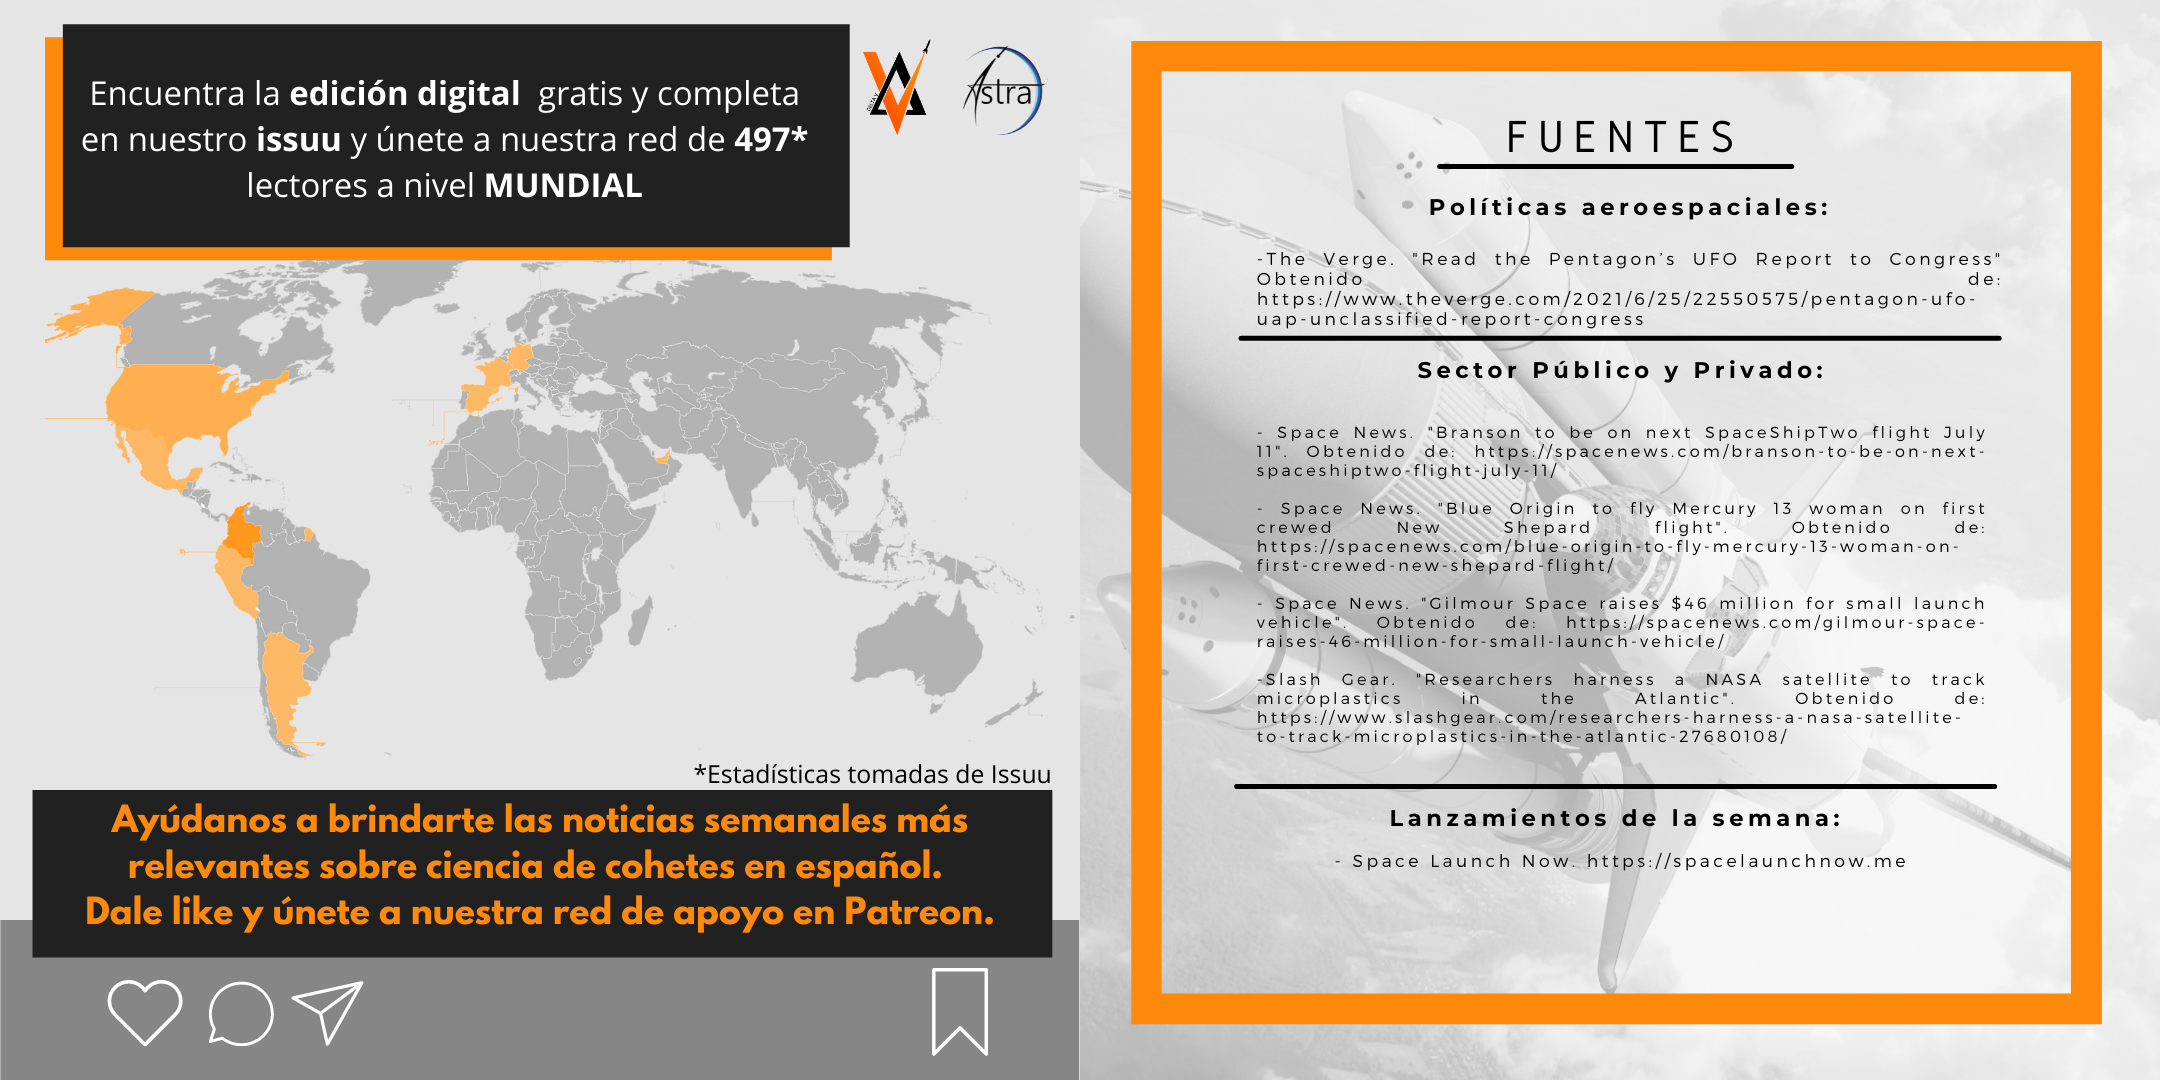 Encuentra la edición digital gratis y completa
en nuestro issuu y únete a nuestra red de 497*
lectores a nivel MUNDIAL
DELTA V
Astra
*Estadísticas tomadas de Issuu
Ayúdanos a brindarte las noticias semanales más
relevantes sobre ciencia de cohetes en español.
Dale like y únete a nuestra red de apoyo en Patreon.
FUENTES
Políticas aeroespaciales:
-The Verge. "Read the Pentagon's UFO Report to Congress"
Obtenido de:
https://www.theverge.com/2021/6/25/22550575/pentagon-ufo-
uap-unclassified-report-congress
Sector Público y Privado:
- Space News. "Branson to be on next SpaceShipTwo flight July
11". Obtenido de: https://spacenews.com/branson-to-be-on-next-
spaceshiptwo-flight-july-11/
- Space News. "Blue Origin to fly Mercury 13 woman on first
crewed New Shepard flight". Obtenido de:
https://spacenews.com/blue-origin-to-fly-mercury-13-woman-on-
first-crewed-new-shepard-flight/
- Space News. "Gilmour Space raises $46 million for small launch
vehicle". Obtenido de: https://spacenews.com/gilmour-space-
raises-46-million-for-small-launch-vehicle/
-Slash Gear. "Researchers harness a NASA satellite to track
microplastics in the Atlantic". Obtenido de:
https://www.slashgear.com/researchers-harness-a-nasa-satellite-
to-track-microplastics-in-the-atlantic-27680108/
Lanzamientos de la semana:
- Space Launch Now. https://spacelaunchnow.me